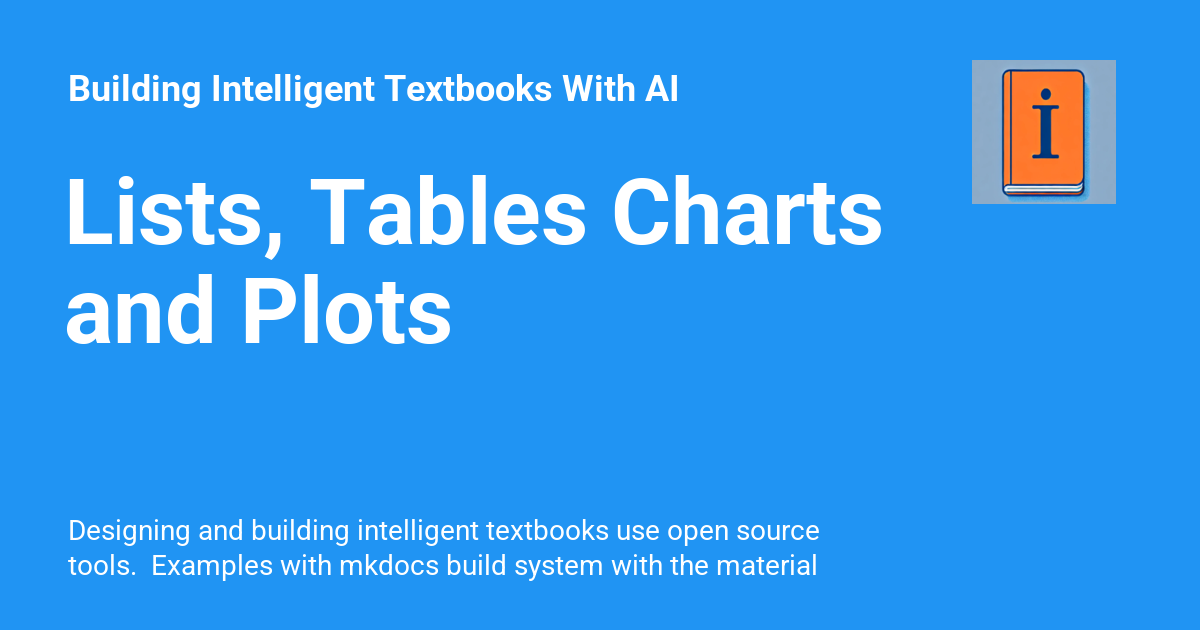 Building Intelligent Textbooks With AI
i
Lists, Tables Charts
and Plots
Designing and building intelligent textbooks use open source
tools.  Examples with mkdocs build system with the material